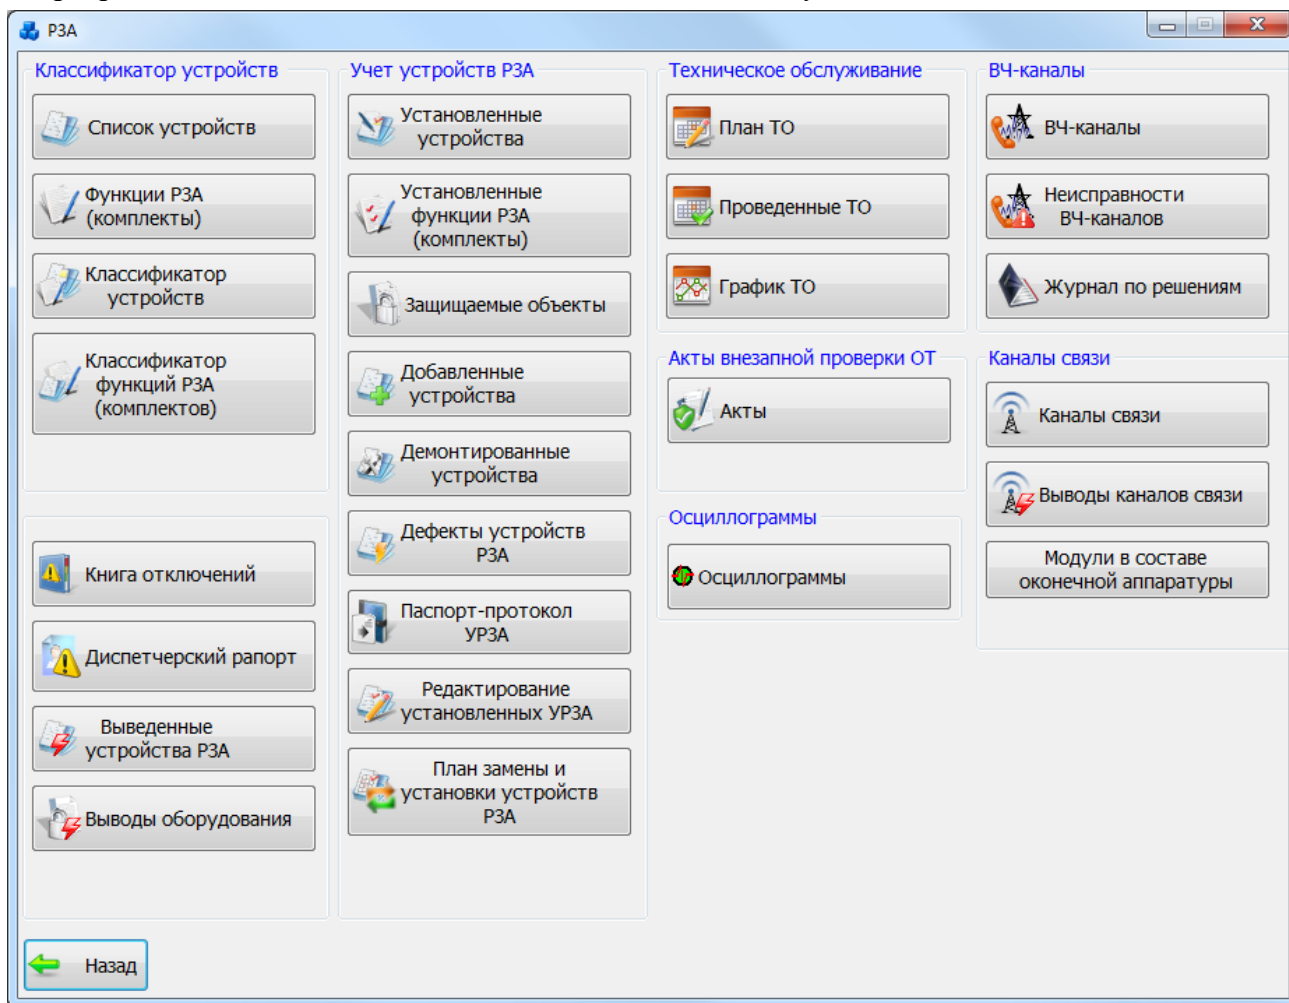 РЗА
Классификатор устройств
Список устройств
Функции РЗА
(комплекты)
Классификатор
устройств
Классификатор
функций РЗА
(комплектов)
Книга отключений
Диспетчерский рапорт
Выведенные
устройства РЗА
Выводы оборудования
Учет устройств РЗА
Установленные
устройства
Установленные
функции РЗА
(комплекты)
Защищаемые объекты
Добавленные
устройства
Демонтированные
устройства
Дефекты устройств
РЗА
Паспорт-протокол
УРЗА
Редактирование
установленных УРЗА
План замены и
установки устройств
РЗА
Техническое обслуживание
План ТО
Проведенные ТО
График ТО
Акты внезапной проверки ОТ
Акты
Осциллограммы
Осциллограммы
ВЧ-каналы
ВЧ-каналы
Неисправности
ВЧ-каналов
Журнал по решениям
Каналы связи
Каналы связи
Выводы каналов связи
Модули в составе
оконечной аппаратуры
Назад